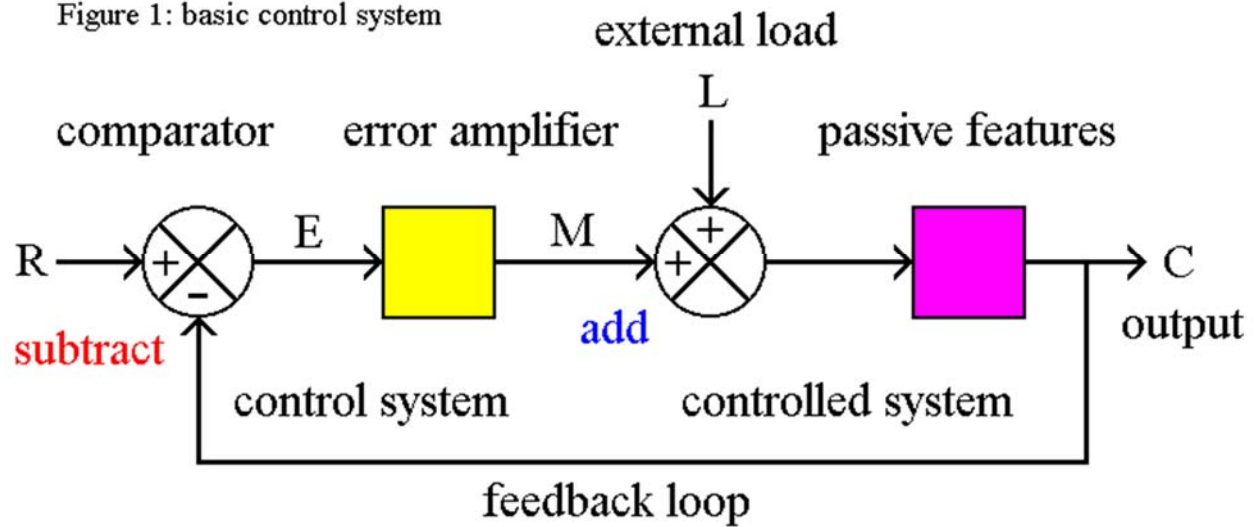 Figure 1: basic control system
external load
L
comparator
error amplifier
passive features
R
+
-
E
M
+
+
C
output
subtract
add
control system
controlled system
feedback loop